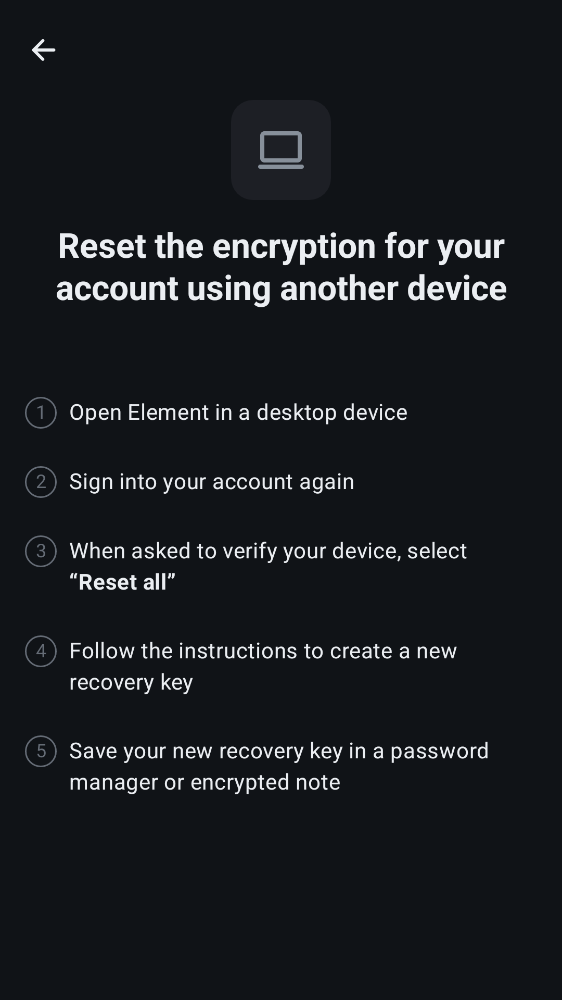 Reset the encryption for your
account using another device
1 Open Element in a desktop device
2 Sign into your account again
3 When asked to verify your device, select
“Reset all”
4 Follow the instructions to create a new
recovery key
5 Save your new recovery key in a password
manager or encrypted note